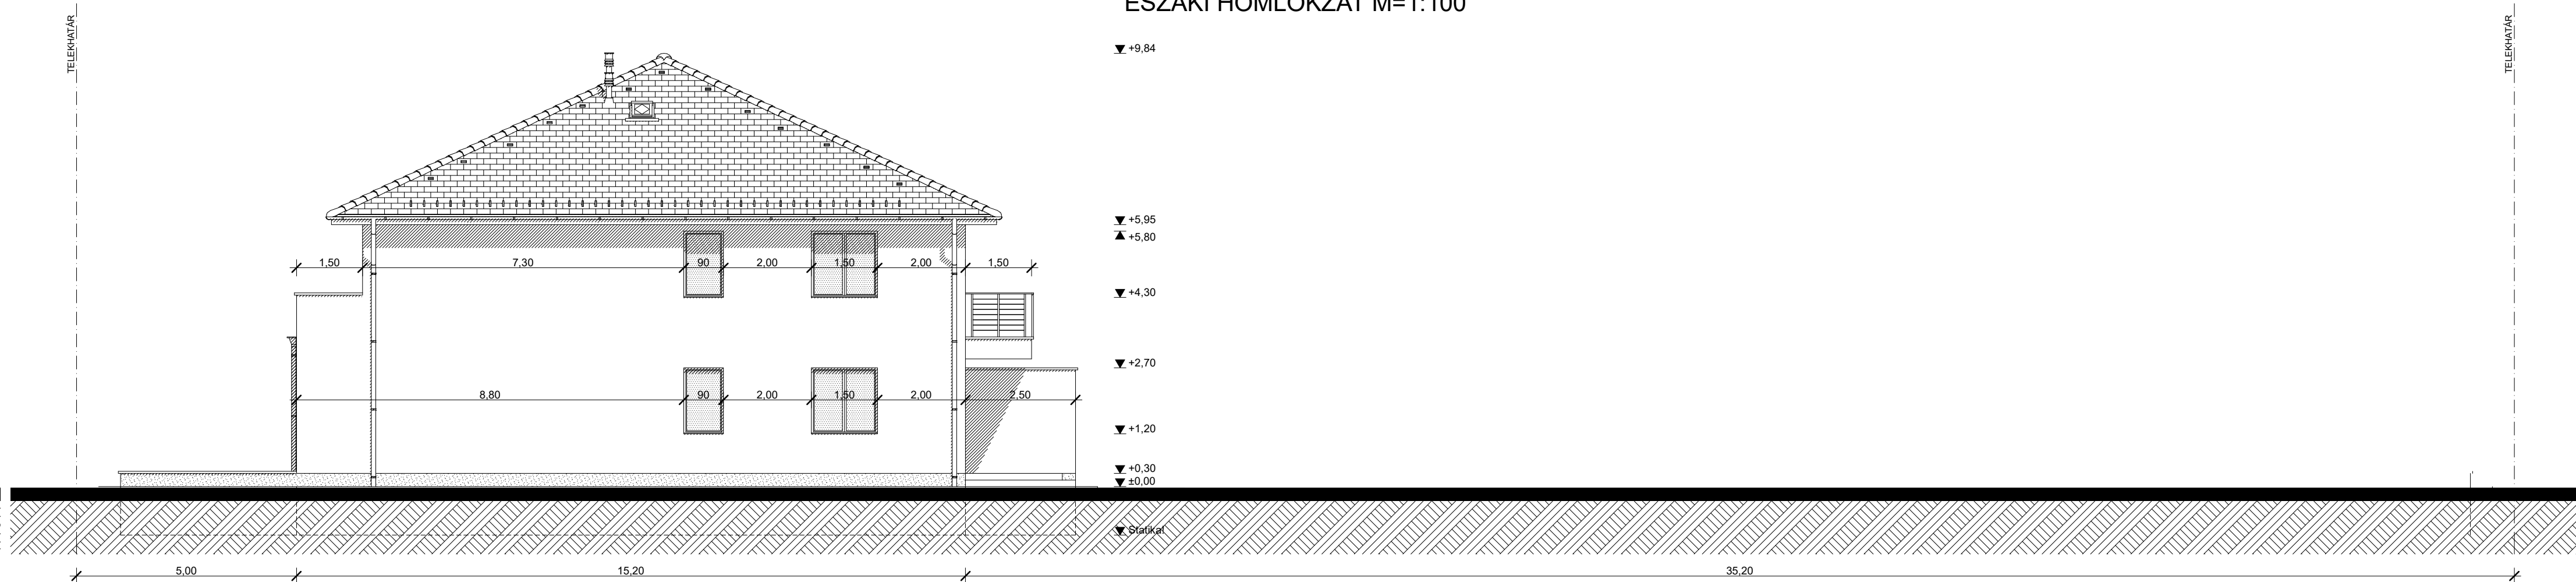 ÉSZAKI HOMLOKZAT M=1:100
TELEKHATÁR
TELEKHATÁR
+9,84
+5,95
+5,80
1,50 7,30 90 2,00 1,50 2,00 1,50
+4,30
+2,70
8,80 90 2,00 1,50 2,00 2,50
+1,20
+0,30
±0,00
Statikai
5,00 15,20 35,20